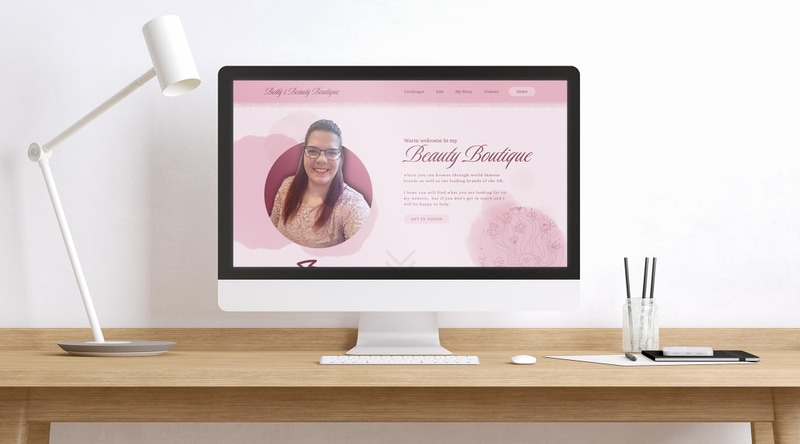 Betty's Beauty Boutique
Catalogues Join My Story Contact Order
Warm welcome in my
Beauty Boutique
where you can browse through world-famous
brands as well as the leading brands of the UK.
I hope you will find what you are looking for on
my website, but if you don't get in touch and I
will be happy to help.
GET IN TOUCH